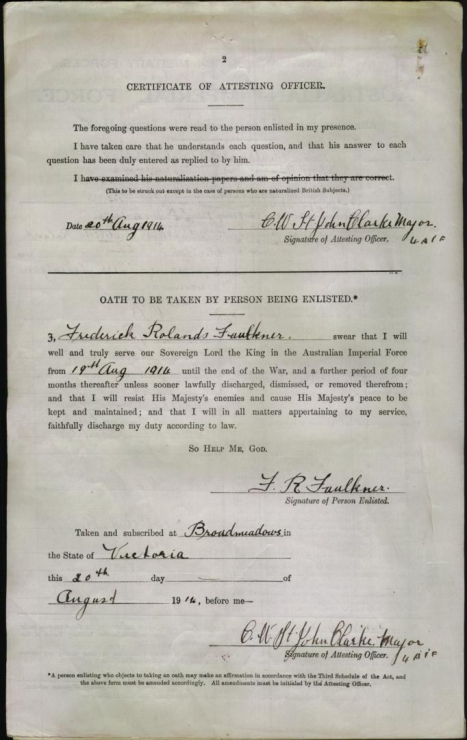 2
CERTIFICATE OF ATTESTING OFFICER.
The foregoing questions were read to the person enlisted in my presence.
I have taken care that he understands each question, and that his answer to each
question has been duly entered as replied to by him.
I have examined his naturalization papers and am of opinion that they are correct.
(This to be struck out except in the case of persons who are naturalized British Subjects.)
Date 20th Aug 1914 C. W. St John Clarke Major.
Signature of Attesting Officer. 4 A I F
OATH TO BE TAKEN BY PERSON BEING ENLISTED.*
I, Frederick Rolands Faulkner. swear that I will
well and truly serve our Sovereign Lord the King in the Australian Imperial Force
from 19th Aug 1914 until the end of the War, and a further period of four
months thereafter unless sooner lawfully discharged, dismissed, or removed therefrom;
and that I will resist His Majesty's enemies and cause His Majesty's peace to be
kept and maintained; and that I will in all matters appertaining to my service,
faithfully discharge my duty according to law.
SO HELP ME, GOD.
F. R. Faulkner.
Signature of Person Enlisted.
Taken and subscribed at Broadmeadows in
the State of Victoria
this 20th day of
August 1914, before me—
C. W. St John Clarke Major
Signature of Attesting Officer. 4 A I F
*A person enlisting who objects to taking an oath may make an affirmation in accordance with the Third Schedule of the Act, and
the above form must be amended accordingly. All amendments must be initialed by the Attesting Officer.